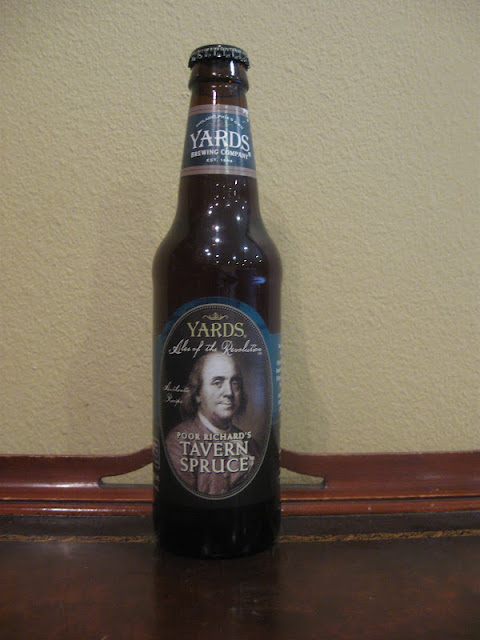 YARDS
BREWING COMPANY
EST. 1994
YARDS
Ales of the Revolution
Authentic
Recipe
POOR RICHARD'S
TAVERN
SPRUCE